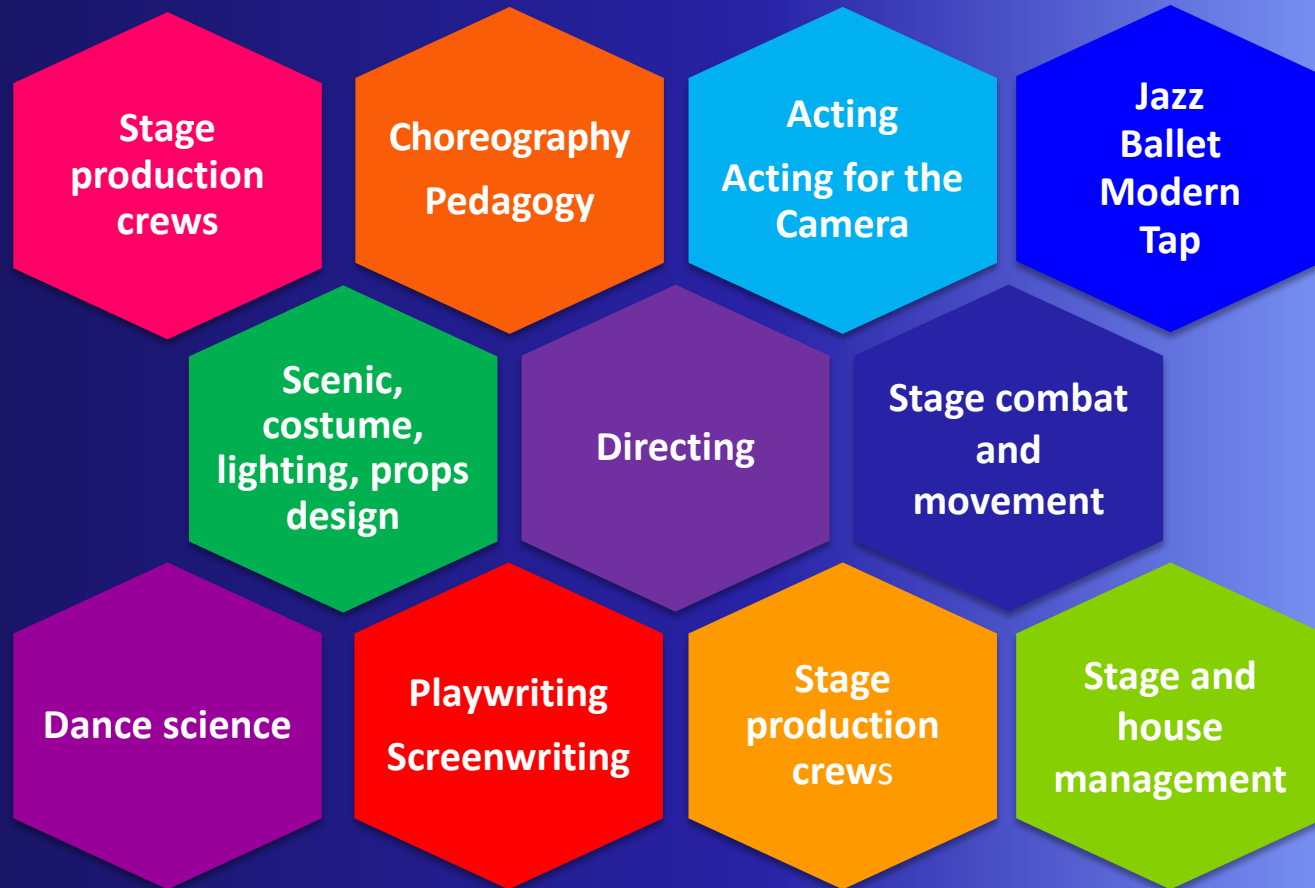 Stage
production
crews
Choreography
Pedagogy
Acting
Acting for the
Camera
Jazz
Ballet
Modern
Tap
Scenic,
costume,
lighting, props
design
Directing
Stage combat
and
movement
Dance science
Playwriting
Screenwriting
Stage
production
crews
Stage and
house
management